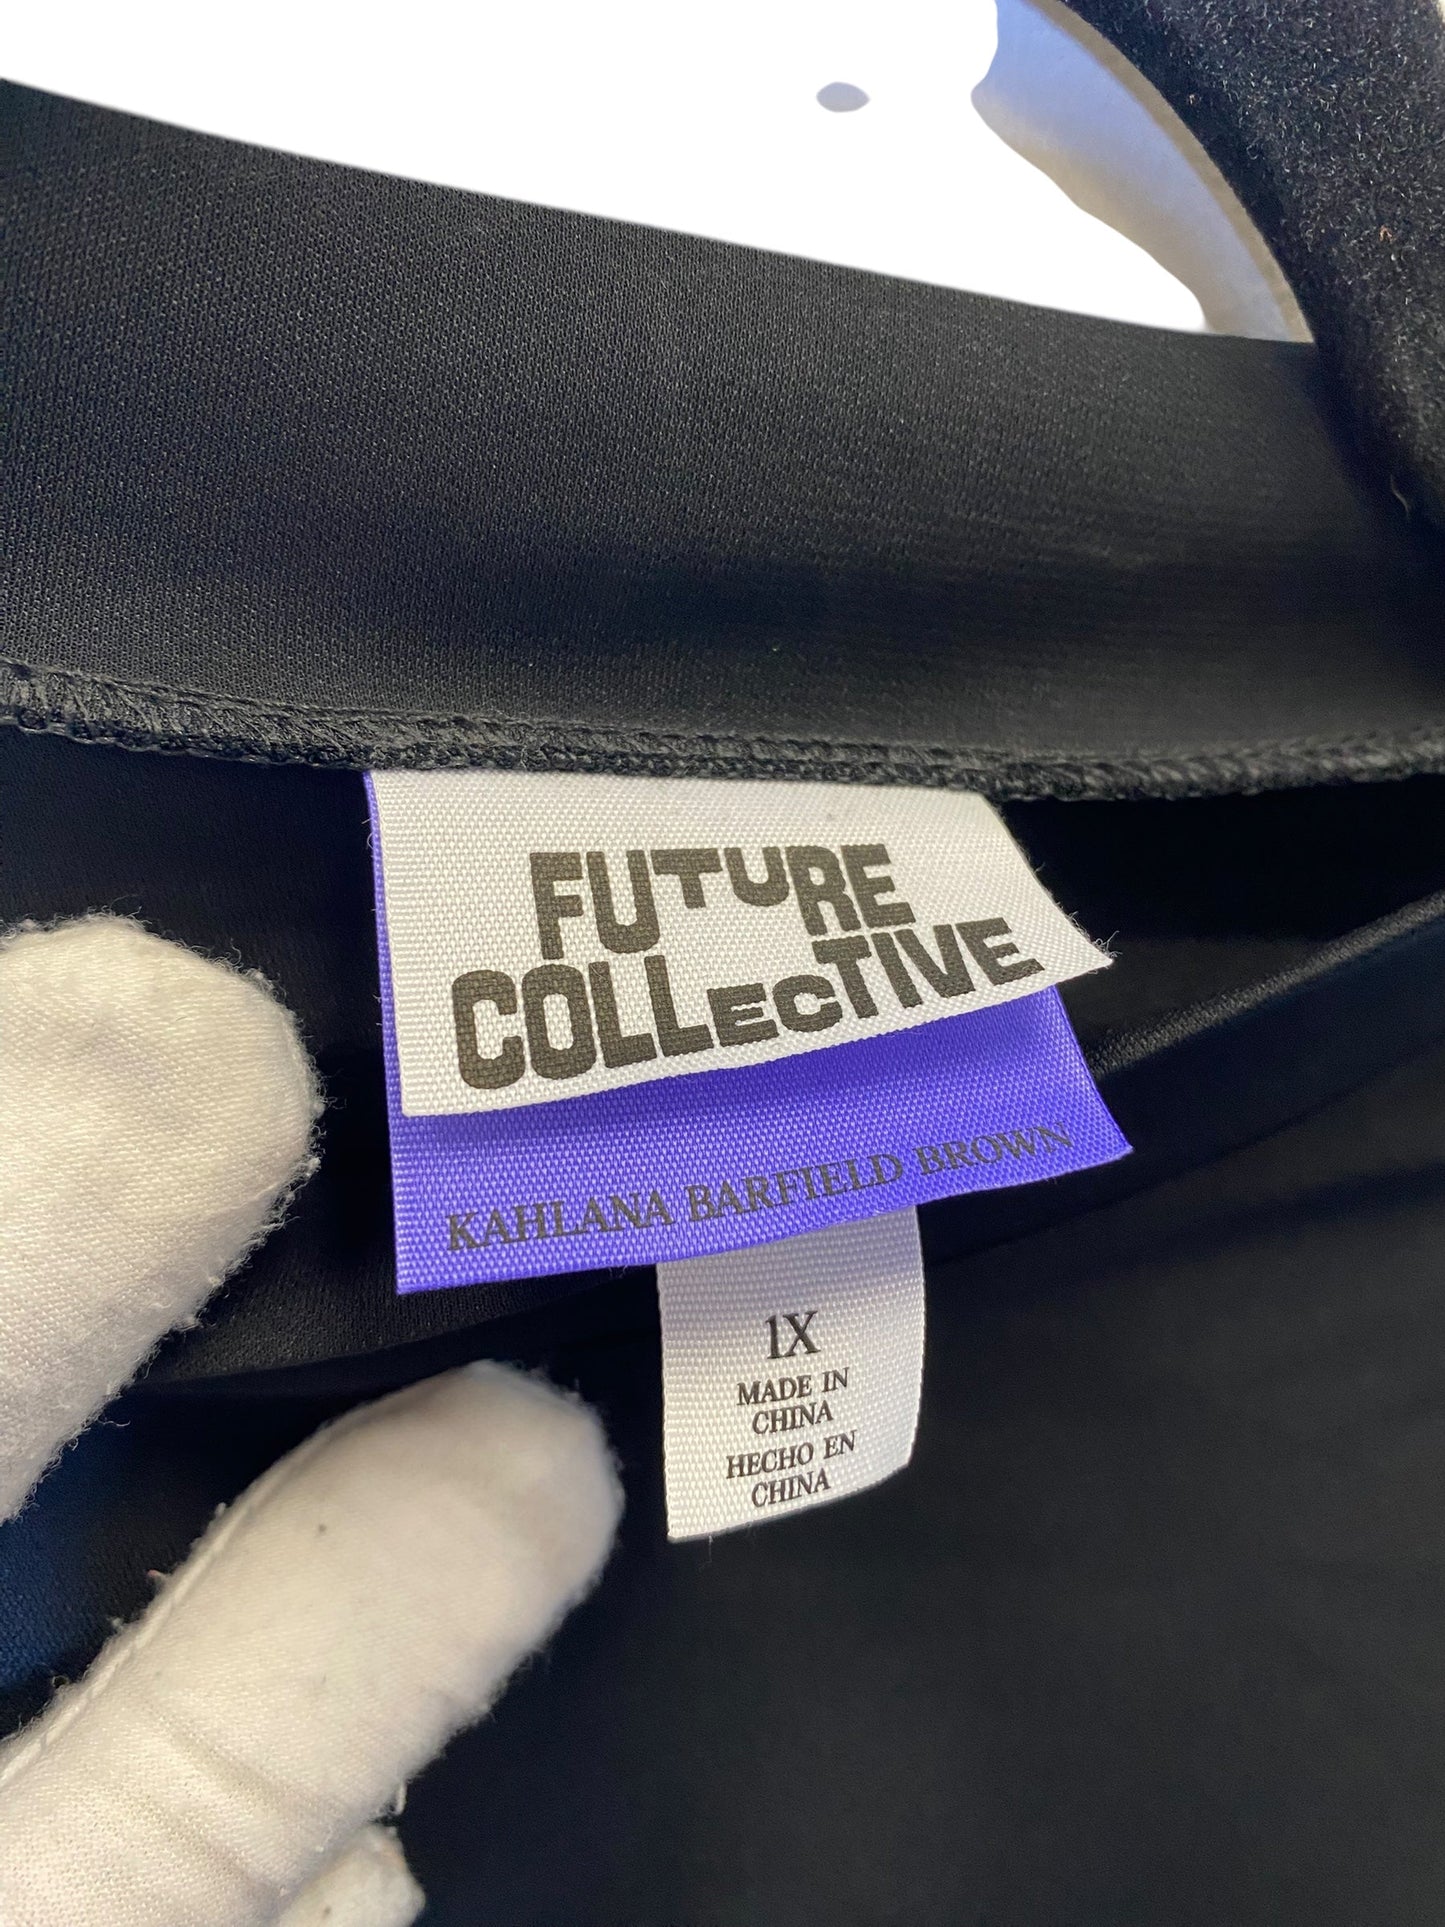 FUTURE
COLLECTIVE
KAHLANA BARFIELD BROWN
1X
MADE IN
CHINA
HECHO EN
CHINA